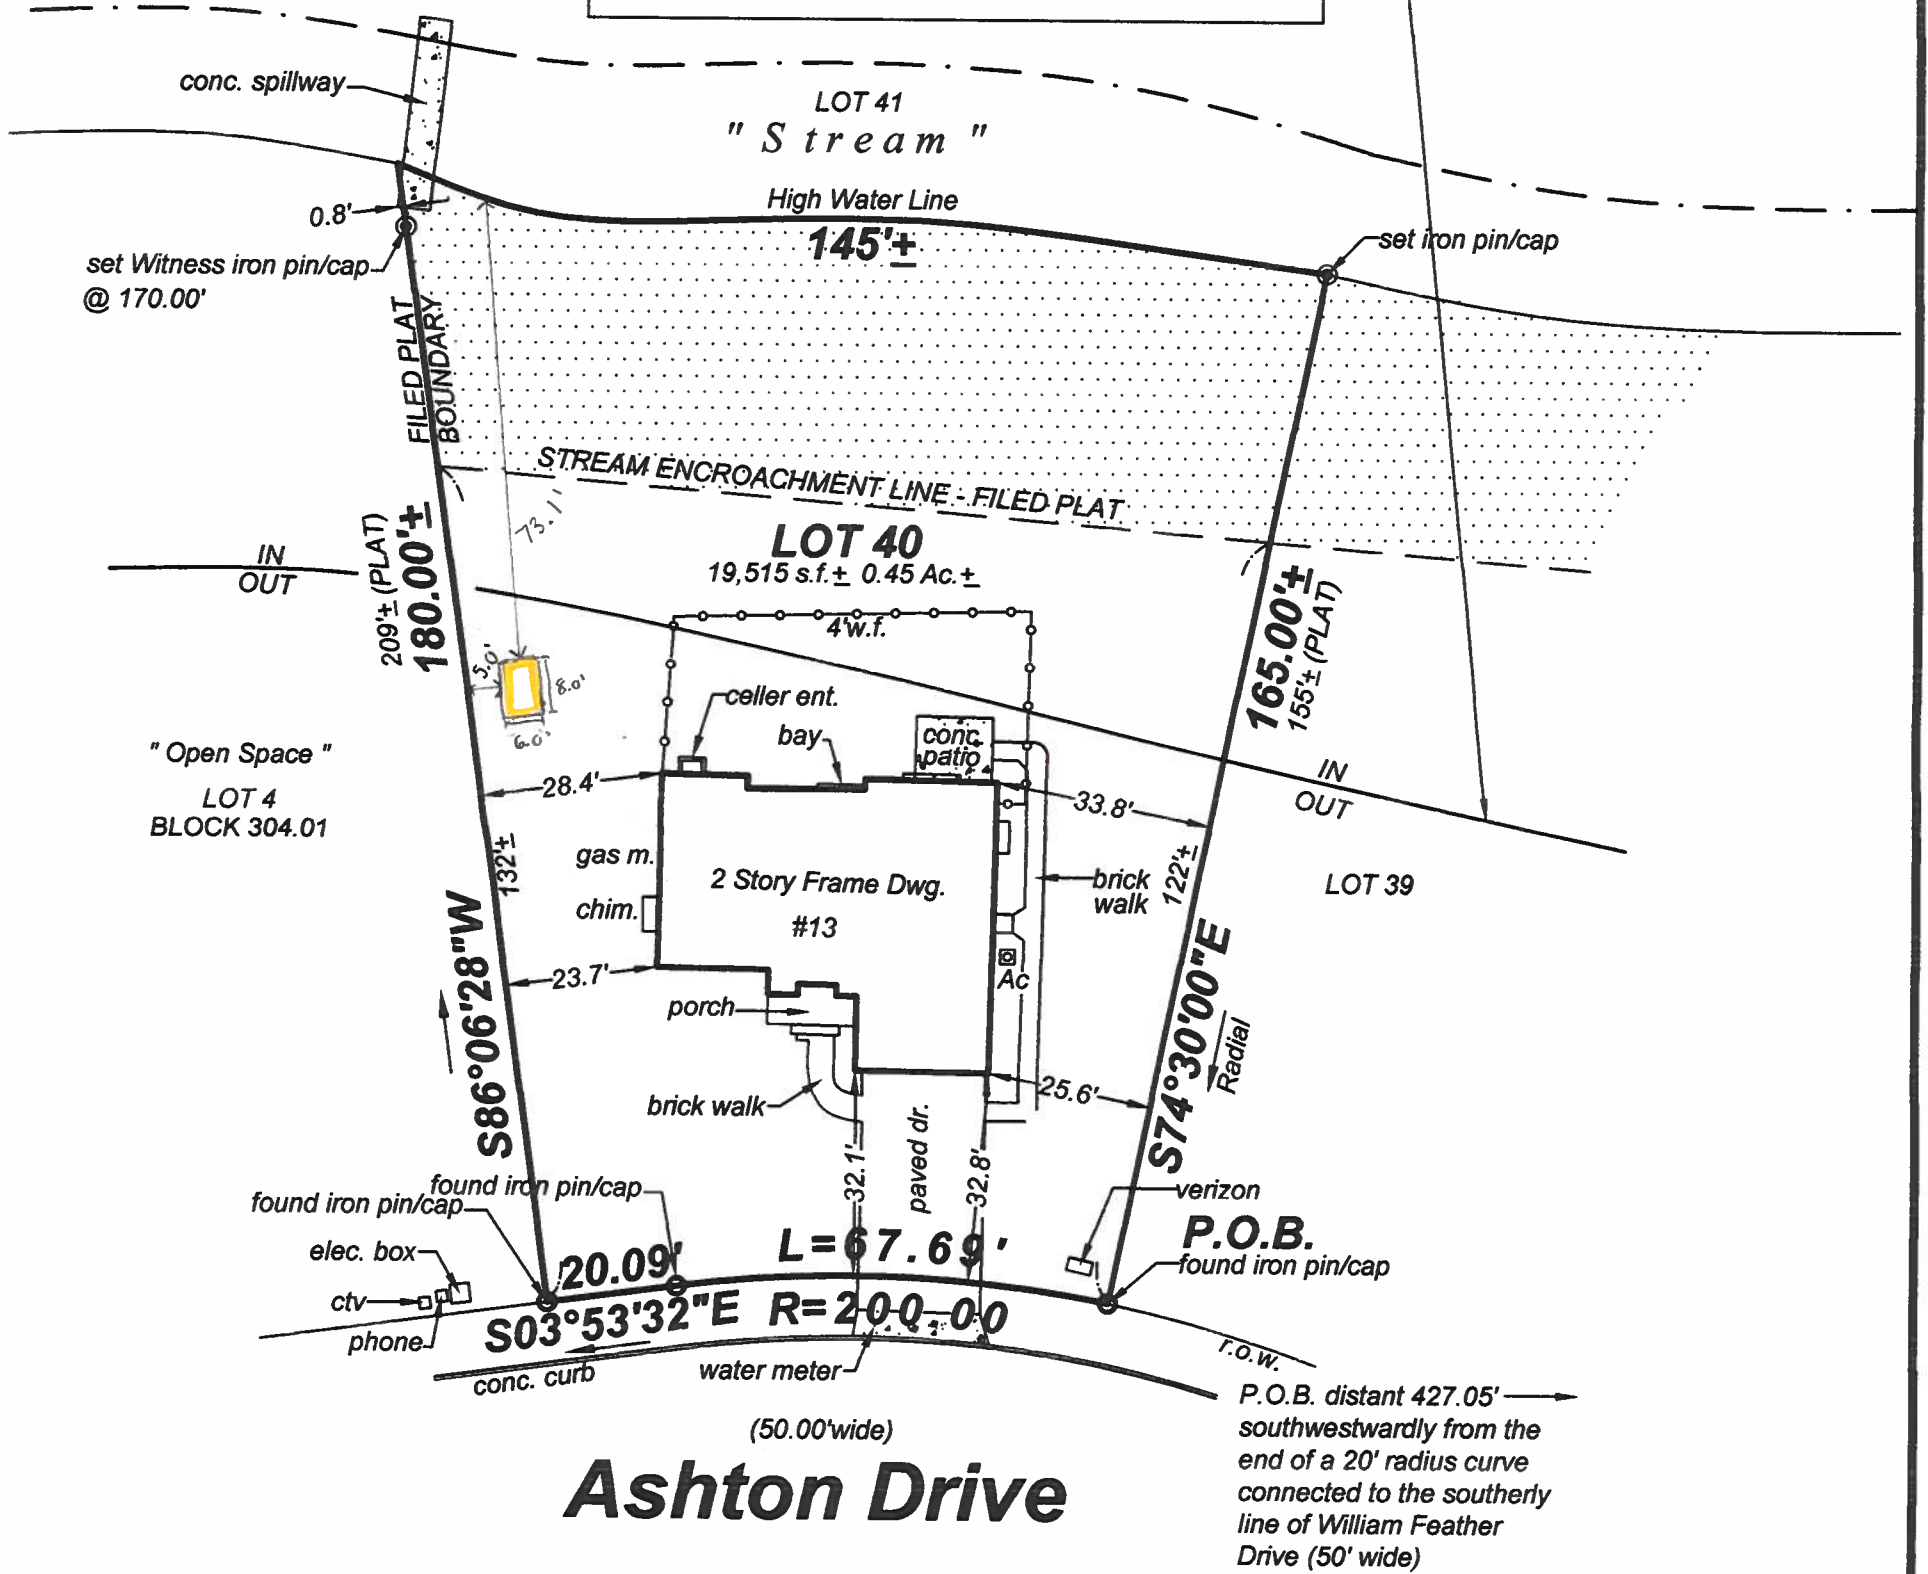 conc. spillway
LOT 41
" S t r e a m "
High Water Line
145'±
0.8'
set iron pin/cap
set Witness iron pin/cap
@ 170.00'
FILED PLAT
BOUNDARY
STREAM ENCROACHMENT LINE - FILED PLAT
73.1'
LOT 40
19,515 s.f.± 0.45 Ac.±
IN
OUT
209'± (PLAT)
180.00'±
4'w.f.
165.00'±
155'± (PLAT)
5.0'
8.0'
6.0'
celler ent.
bay
conc.
patio
" Open Space "
LOT 4
BLOCK 304.01
28.4'
33.8'
IN
OUT
132'±
gas m.
2 Story Frame Dwg.
#13
chim.
brick
walk
122'±
LOT 39
S86°06'28"W
23.7'
Ac
porch
S74°30'00"E
Radial
brick walk
25.6'
paved dr.
32.1'
32.8'
found iron pin/cap
found iron pin/cap
verizon
P.O.B.
found iron pin/cap
elec. box
20.09'
L=67.69'
ctv
phone
S03°53'32"E
R=200.00
conc. curb
water meter
r.o.w.
(50.00'wide)
Ashton Drive
P.O.B. distant 427.05'
southwestwardly from the
end of a 20' radius curve
connected to the southerly
line of William Feather
Drive (50' wide)